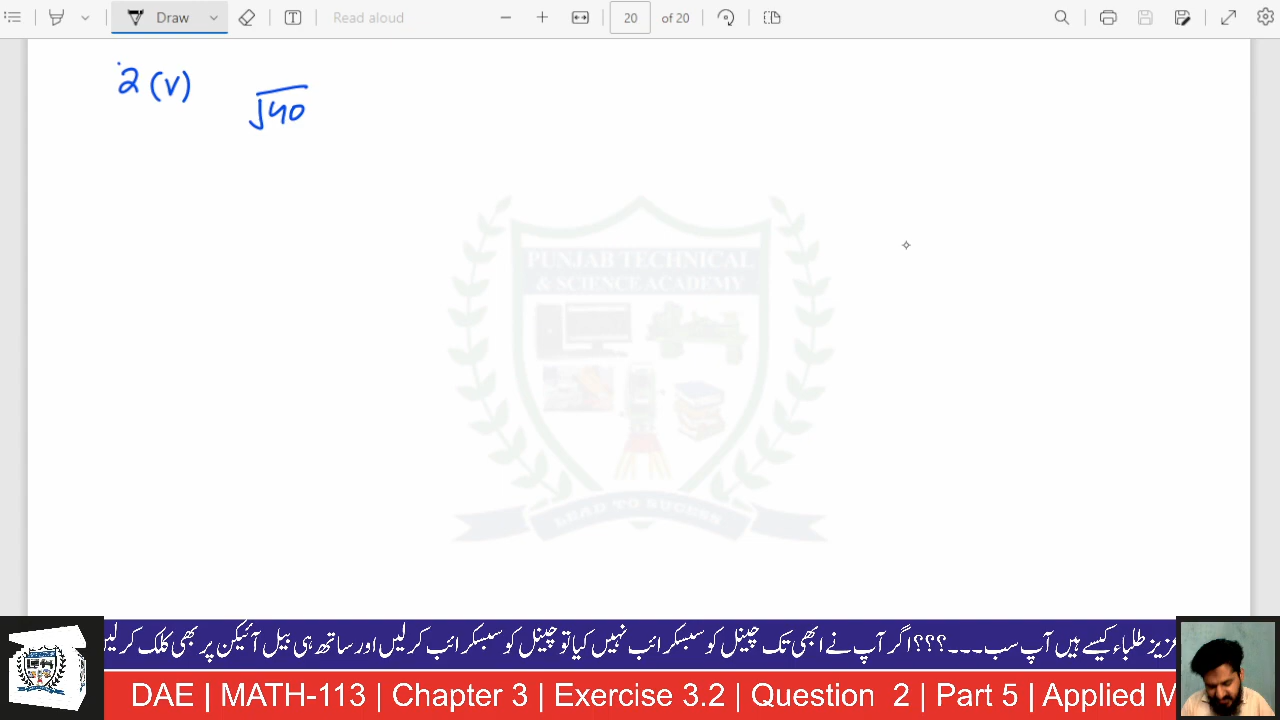 Draw
Read aloud
20 of 20
2 (v) √40
PUNJAB TECHNICAL
& SCIENCE ACADEMY
LEAD TO SUCCESS
عزیز طلباء کیسے ہیں آپ سب۔۔۔؟؟؟ اگر آپ نے ابھی تک چینل کو سبسکرائب نہیں کیا تو چینل کو سبسکرائب کر لیں اور ساتھ ہی بیل آئیکن پر بھی کلک کر لیں
DAE | MATH-113 | Chapter 3 | Exercise 3.2 | Question 2 | Part 5 | Applied M